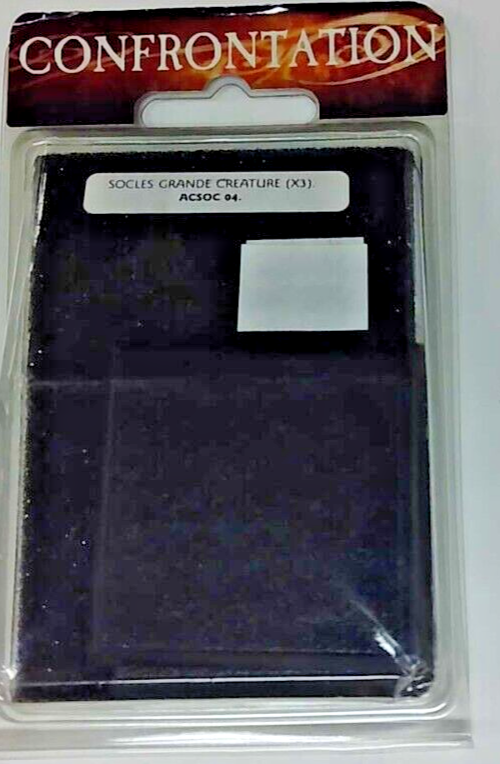 CONFRONTATION
SOCLES GRANDE CREATURE (X3).
ACSOC 04.